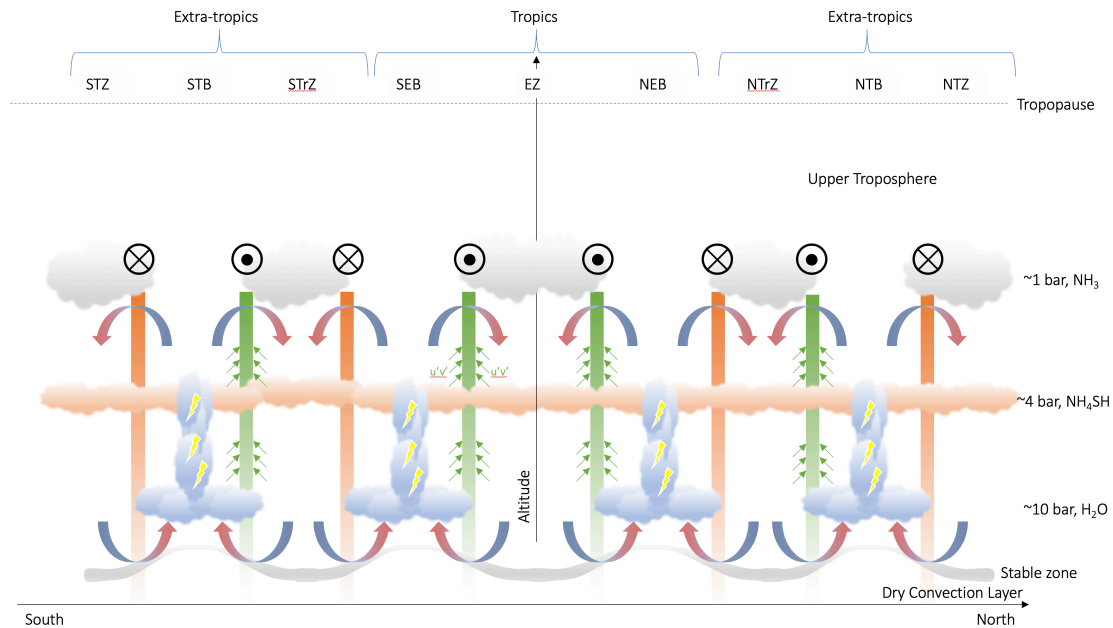 Extra-tropics Tropics Extra-tropics
STZ STB STrZ SEB EZ NEB NTrZ NTB NTZ
Tropopause
Upper Troposphere
~1 bar, NH₃
u'v' u'v'
~4 bar, NH₄SH
Altitude
~10 bar, H₂O
Stable zone
Dry Convection Layer
South North